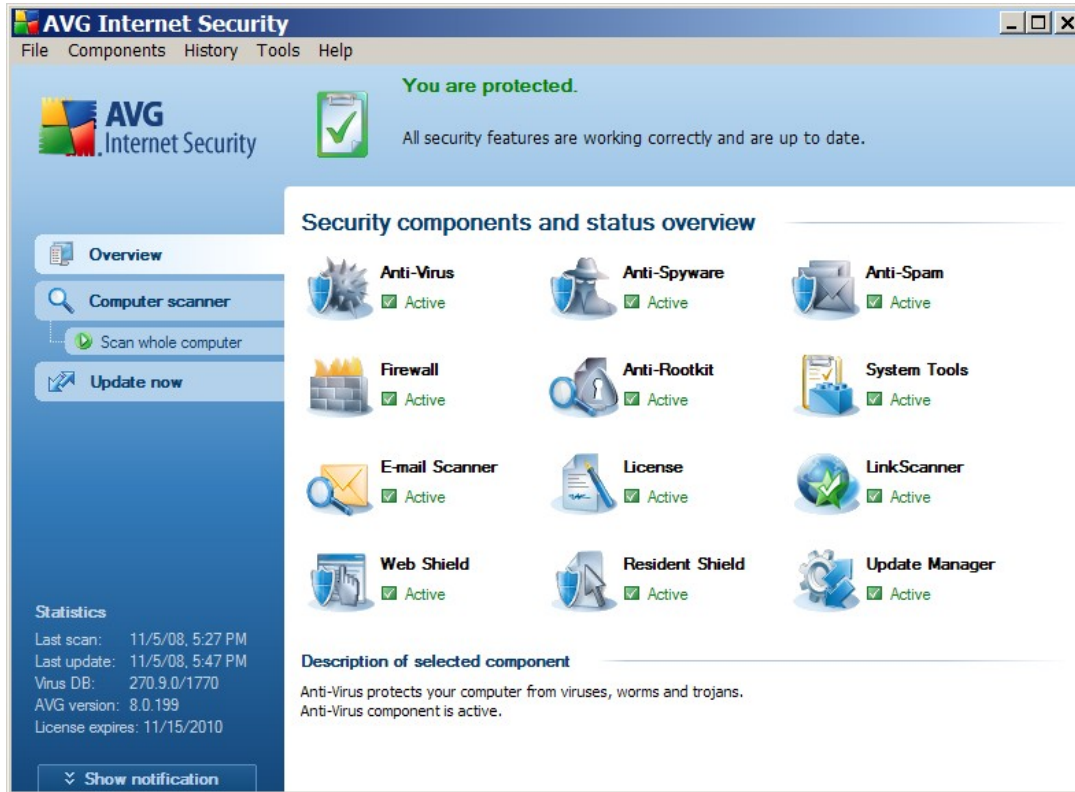 AVG Internet Security
File Components History Tools Help
AVG
Internet Security
You are protected.
All security features are working correctly and are up to date.
Overview
Computer scanner
Scan whole computer
Update now
Security components and status overview
Anti-Virus
Active
Anti-Spyware
Active
Anti-Spam
Active
Firewall
Active
Anti-Rootkit
Active
System Tools
Active
E-mail Scanner
Active
License
Active
LinkScanner
Active
Web Shield
Active
Resident Shield
Active
Update Manager
Active
Statistics
Last scan: 11/5/08, 5:27 PM
Last update: 11/5/08, 5:47 PM
Virus DB: 270.9.0/1770
AVG version: 8.0.199
License expires: 11/15/2010
Show notification
Description of selected component
Anti-Virus protects your computer from viruses, worms and trojans.
Anti-Virus component is active.